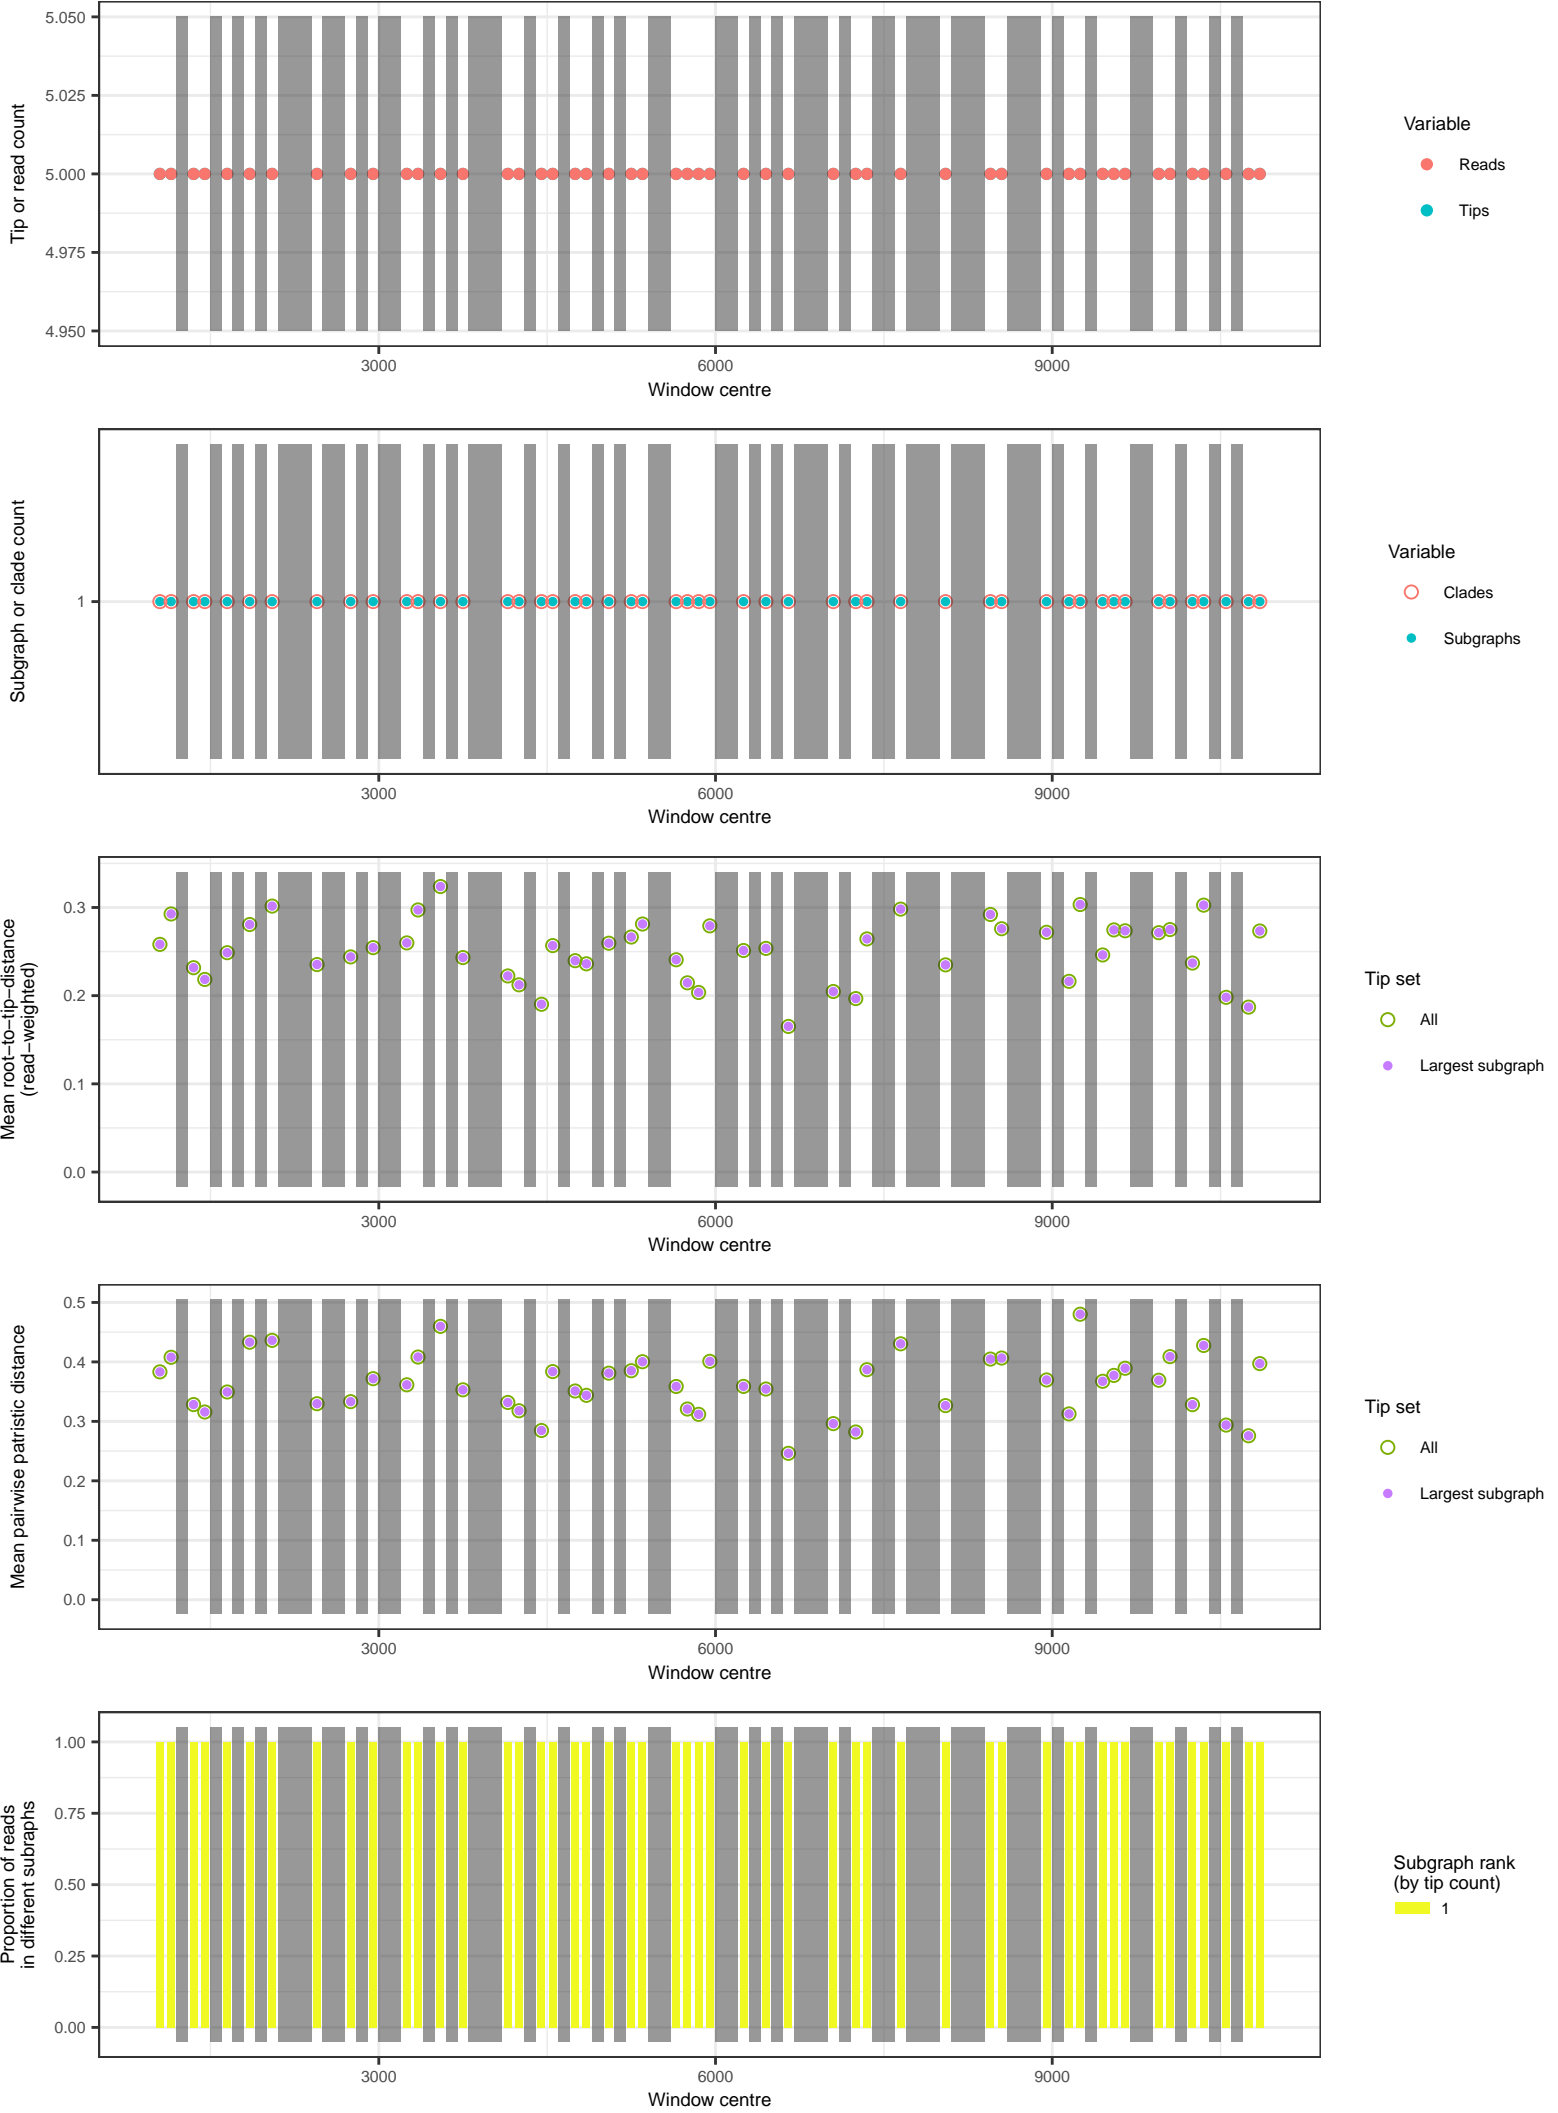 5.050
5.025
5.000
4.975
4.950
Tip or read count
3000
6000
9000
Window centre
Variable
Reads
Tips
1
Subgraph or clade count
3000
6000
9000
Window centre
Variable
Clades
Subgraphs
0.3
0.2
0.1
0.0
Mean root−to−tip−distance
(read−weighted)
3000
6000
9000
Window centre
Tip set
All
Largest subgraph
0.5
0.4
0.3
0.2
0.1
0.0
Mean pairwise patristic distance
3000
6000
9000
Window centre
Tip set
All
Largest subgraph
1.00
0.75
0.50
0.25
0.00
Proportion of reads
in different subraphs
3000
6000
9000
Window centre
Subgraph rank
(by tip count)
1